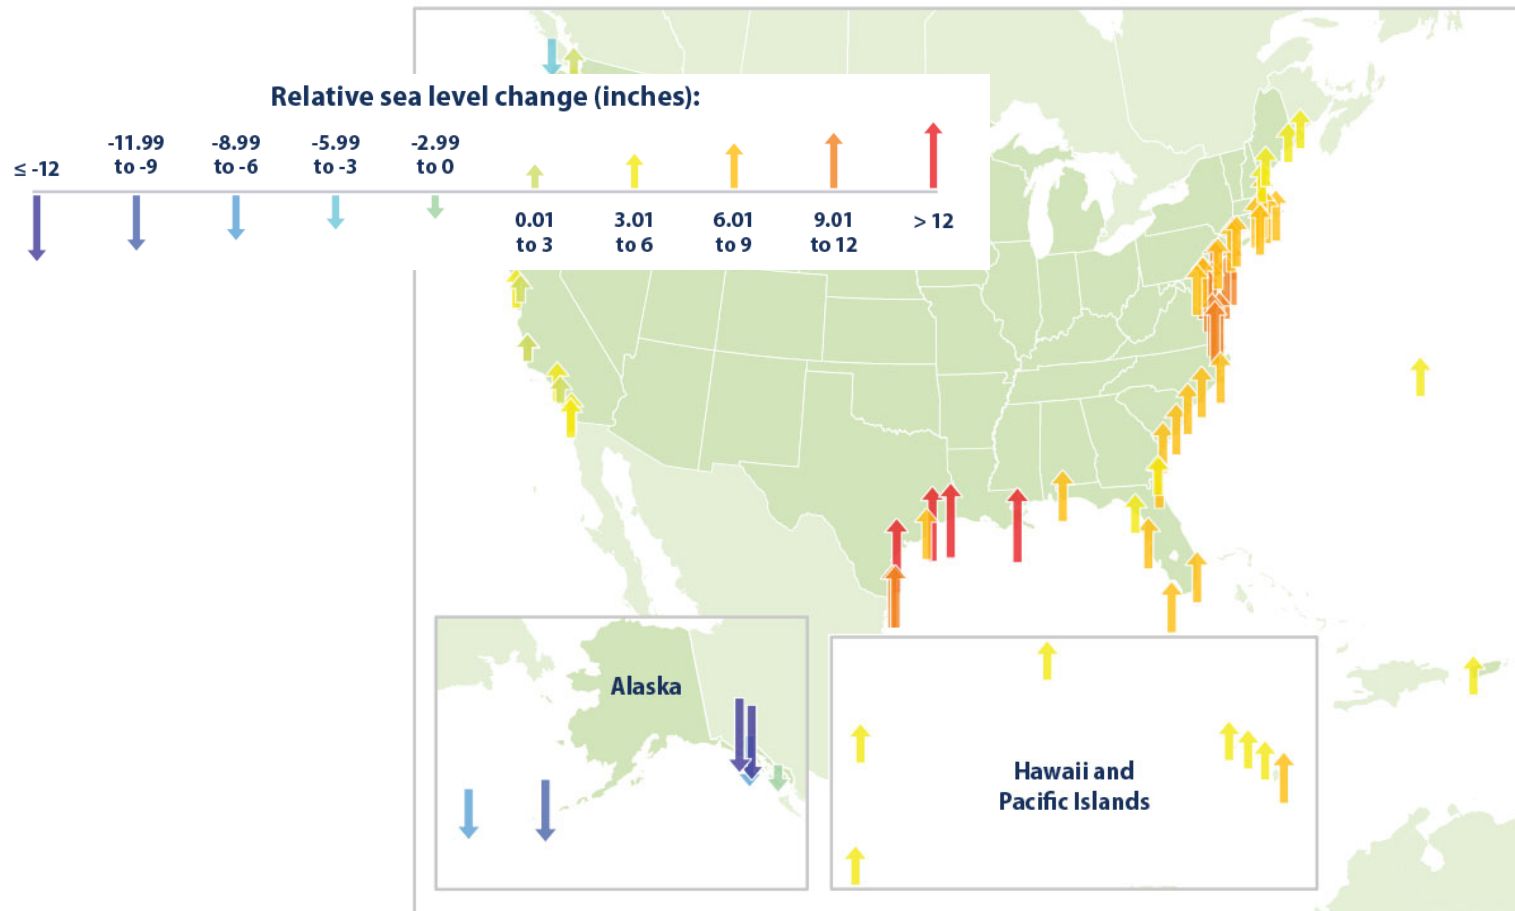 Relative sea level change (inches):
≤ -12
-11.99
to -9
-8.99
to -6
-5.99
to -3
-2.99
to 0
0.01
to 3
3.01
to 6
6.01
to 9
9.01
to 12
> 12
Alaska
Hawaii and
Pacific Islands